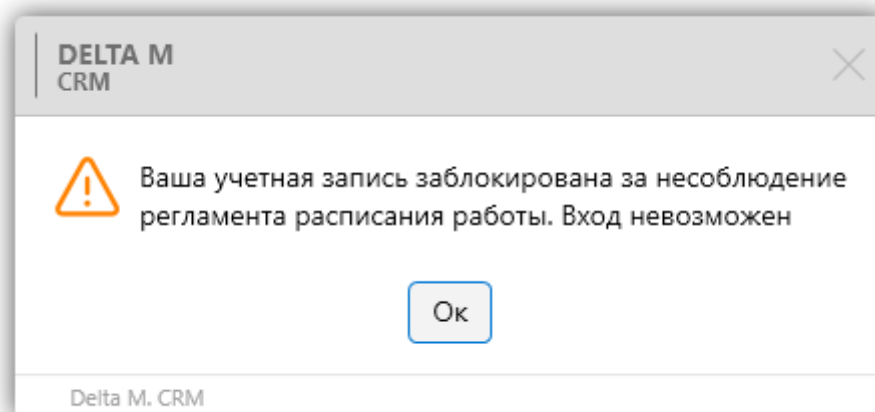 DELTA M
CRM
Ваша учетная запись заблокирована за несоблюдение
регламента расписания работы. Вход невозможен
Ок
Delta M. CRM